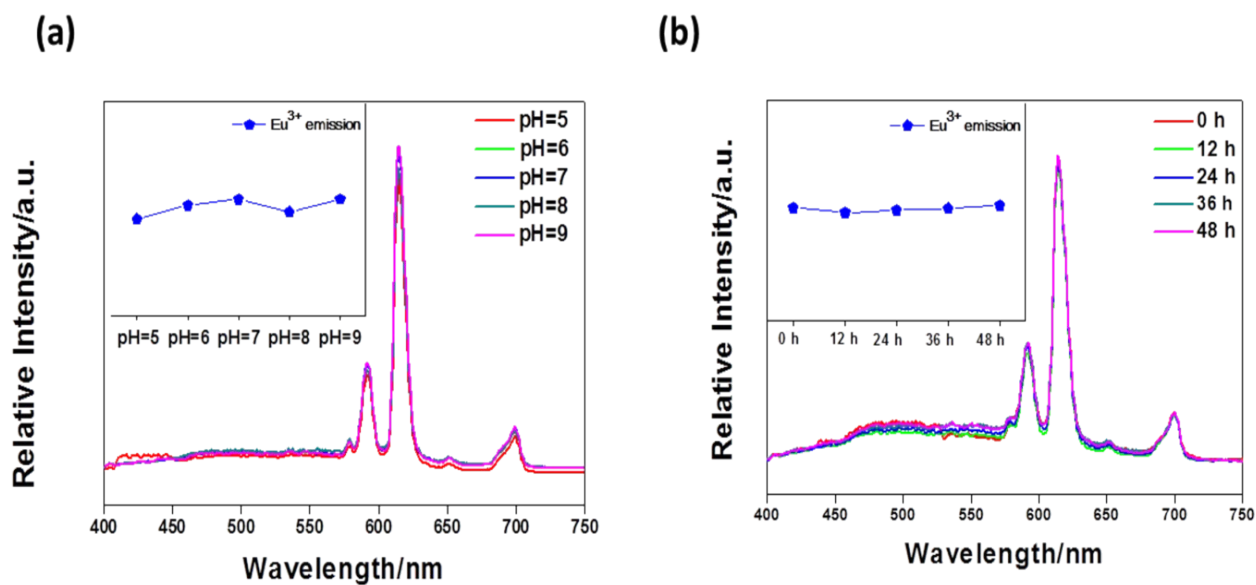 (a)
Relative Intensity/a.u.
Eu³⁺ emission
pH=5 pH=6 pH=7 pH=8 pH=9
pH=5
pH=6
pH=7
pH=8
pH=9
400 450 500 550 600 650 700 750
Wavelength/nm
(b)
Relative Intensity/a.u.
Eu³⁺ emission
0 h 12 h 24 h 36 h 48 h
0 h
12 h
24 h
36 h
48 h
400 450 500 550 600 650 700 750
Wavelength/nm